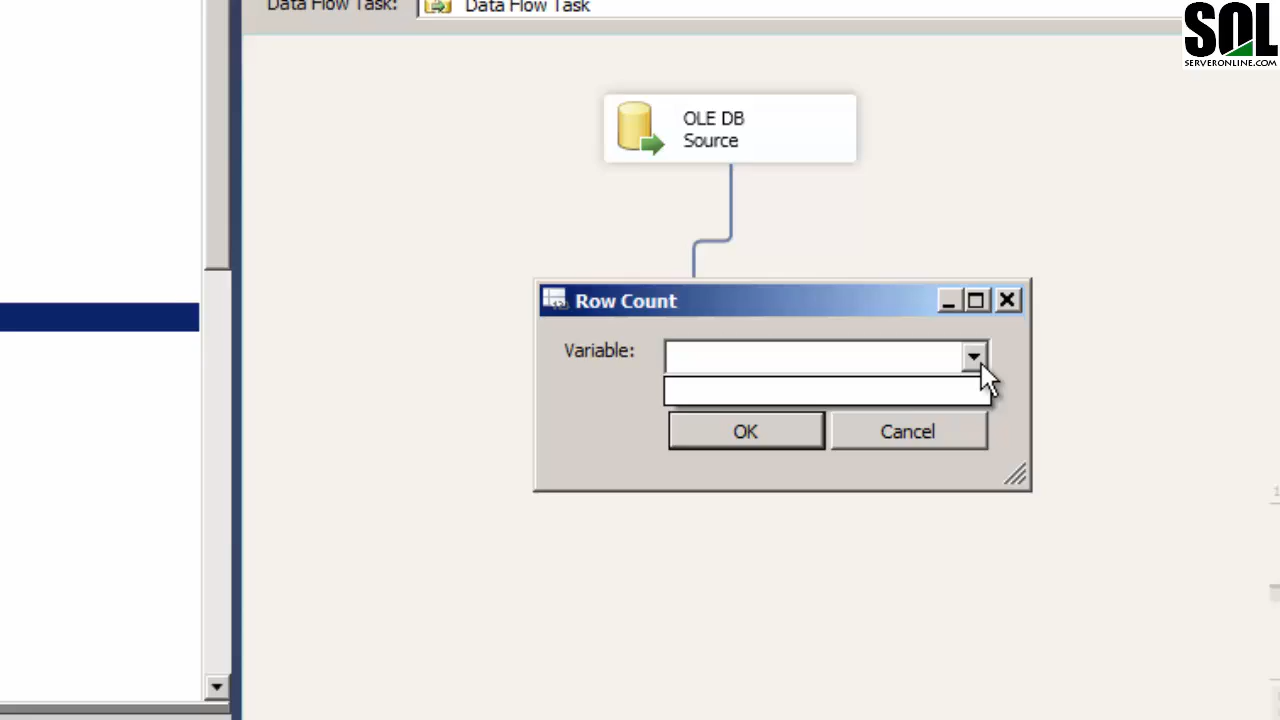 Data Flow Task:
Data Flow Task
SQL
SERVERONLINE.COM
OLE DB
Source
Row Count
Variable:
OK
Cancel